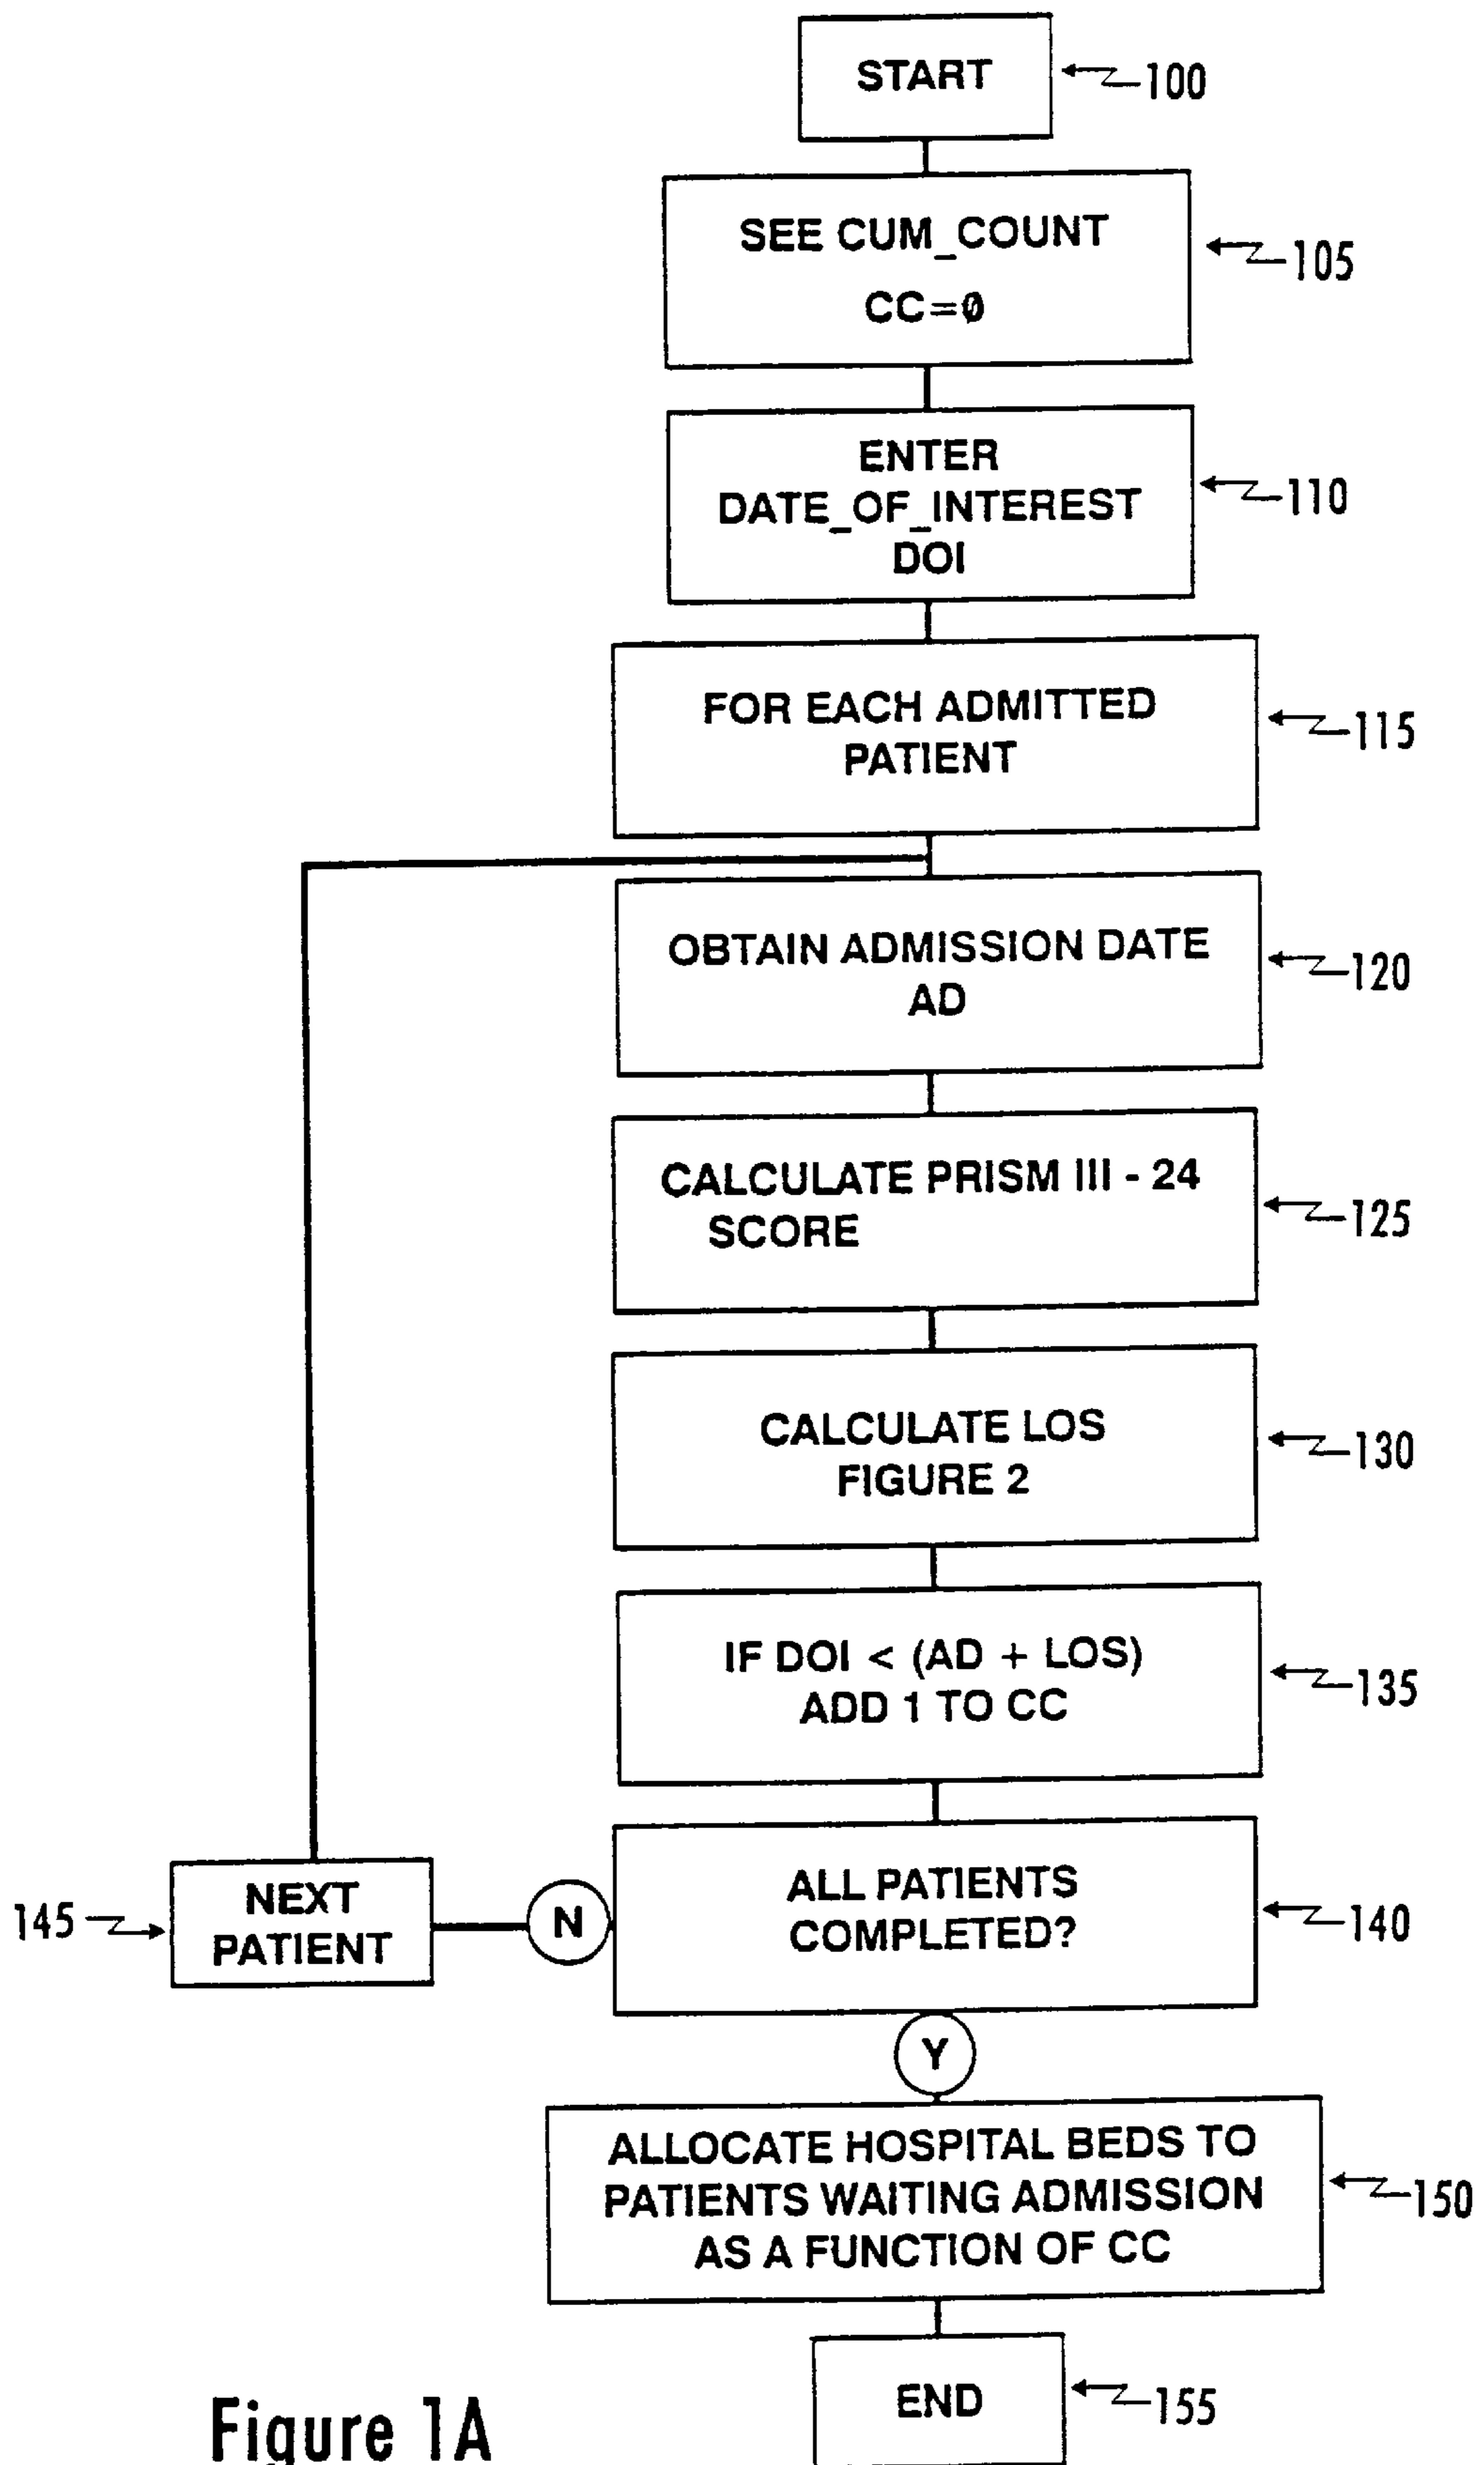 START
100
SEE CUM_COUNT
CC=0
105
ENTER
DATE_OF_INTEREST
DOI
110
FOR EACH ADMITTED
PATIENT
115
OBTAIN ADMISSION DATE
AD
120
CALCULATE PRISM III - 24
SCORE
125
CALCULATE LOS
FIGURE 2
130
IF DOI < (AD + LOS)
ADD 1 TO CC
135
ALL PATIENTS
COMPLETED?
140
N
NEXT
PATIENT
145
Y
ALLOCATE HOSPITAL BEDS TO
PATIENTS WAITING ADMISSION
AS A FUNCTION OF CC
150
END
155
Figure 1A